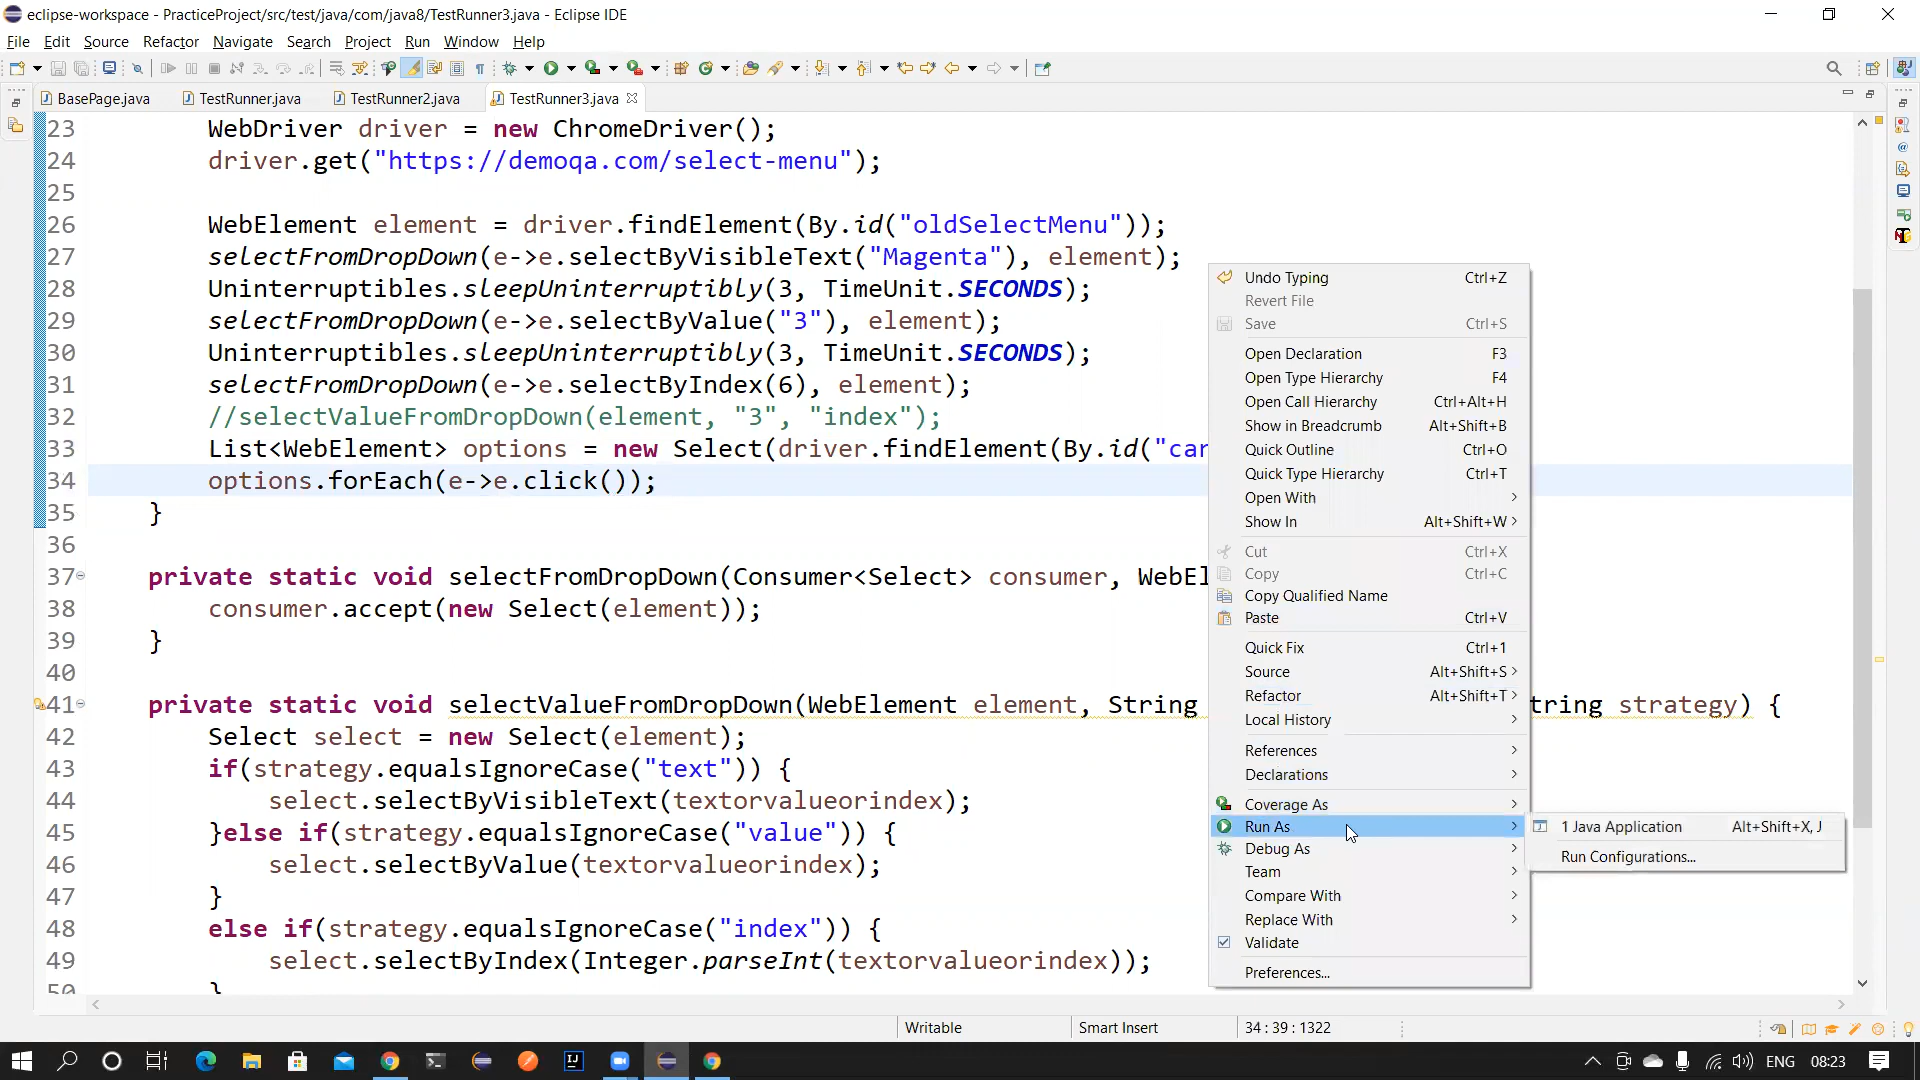 eclipse-workspace - PracticeProject/src/test/java/com/java8/TestRunner3.java - Eclipse IDE
File Edit Source Refactor Navigate Search Project Run Window Help
BasePage.java TestRunner.java TestRunner2.java TestRunner3.java
23 WebDriver driver = new ChromeDriver();
24 driver.get("https://demoqa.com/select-menu");
25
26 WebElement element = driver.findElement(By.id("oldSelectMenu"));
27 selectFromDropDown(e->e.selectByVisibleText("Magenta"), element);
28 Uninterruptibles.sleepUninterruptibly(3, TimeUnit.SECONDS);
29 selectFromDropDown(e->e.selectByValue("3"), element);
30 Uninterruptibles.sleepUninterruptibly(3, TimeUnit.SECONDS);
31 selectFromDropDown(e->e.selectByIndex(6), element);
32 //selectValueFromDropDown(element, "3", "index");
33 List<WebElement> options = new Select(driver.findElement(By.id("car
34 options.forEach(e->e.click());
35 }
36
37 private static void selectFromDropDown(Consumer<Select> consumer, WebEl
38 consumer.accept(new Select(element));
39 }
40
41 private static void selectValueFromDropDown(WebElement element, String tring strategy) {
42 Select select = new Select(element);
43 if(strategy.equalsIgnoreCase("text")) {
44 select.selectByVisibleText(textorvalueorindex);
45 }else if(strategy.equalsIgnoreCase("value")) {
46 select.selectByValue(textorvalueorindex);
47 }
48 else if(strategy.equalsIgnoreCase("index")) {
49 select.selectByIndex(Integer.parseInt(textorvalueorindex));
50 }
Undo Typing Ctrl+Z
Revert File
Save Ctrl+S
Open Declaration F3
Open Type Hierarchy F4
Open Call Hierarchy Ctrl+Alt+H
Show in Breadcrumb Alt+Shift+B
Quick Outline Ctrl+O
Quick Type Hierarchy Ctrl+T
Open With
Show In Alt+Shift+W
Cut Ctrl+X
Copy Ctrl+C
Copy Qualified Name
Paste Ctrl+V
Quick Fix Ctrl+1
Source Alt+Shift+S
Refactor Alt+Shift+T
Local History
References
Declarations
Coverage As
Run As
Debug As
Team
Compare With
Replace With
Validate
Preferences...
1 Java Application Alt+Shift+X, J
Run Configurations...
Writable Smart Insert 34 : 39 : 1322
ENG 08:23